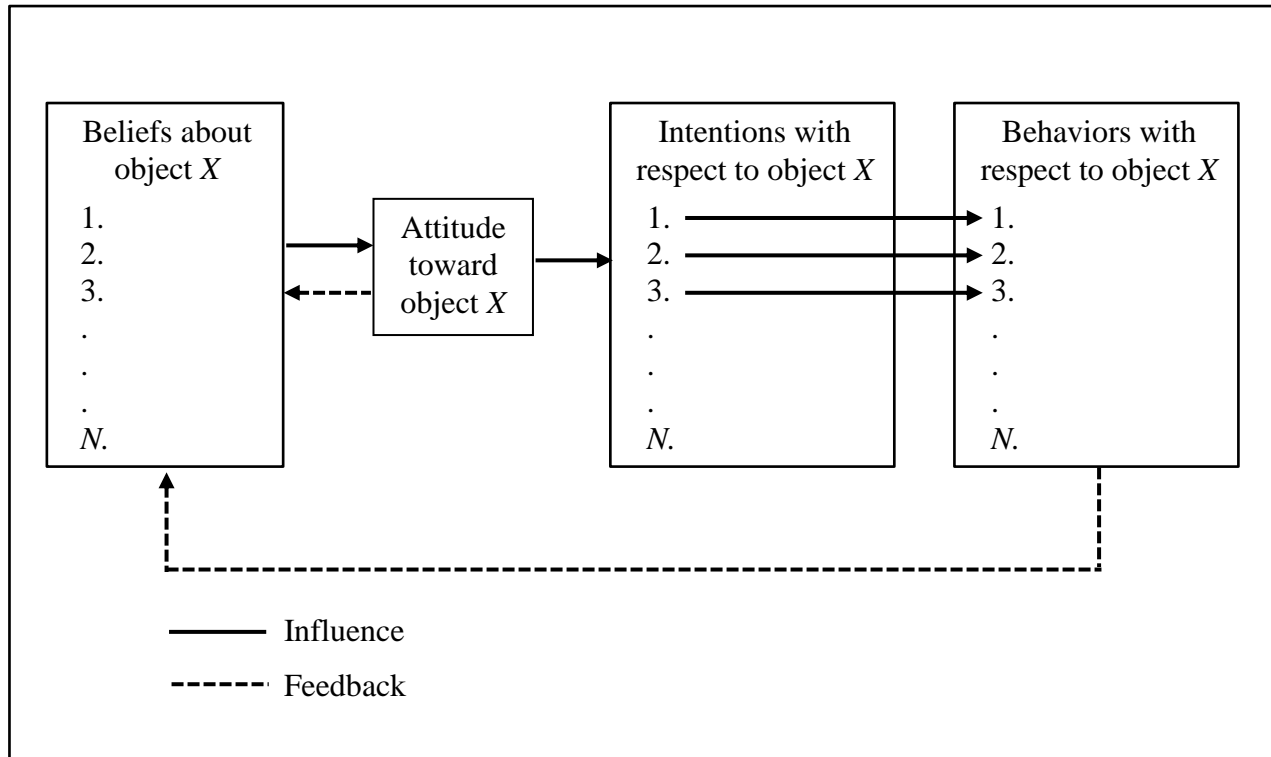 Beliefs about
object X
1.
2.
3.
.
.
.
N.
Attitude
toward
object X
Intentions with
respect to object X
1.
2.
3.
.
.
.
N.
Behaviors with
respect to object X
1.
2.
3.
.
.
.
N.
Influence
Feedback